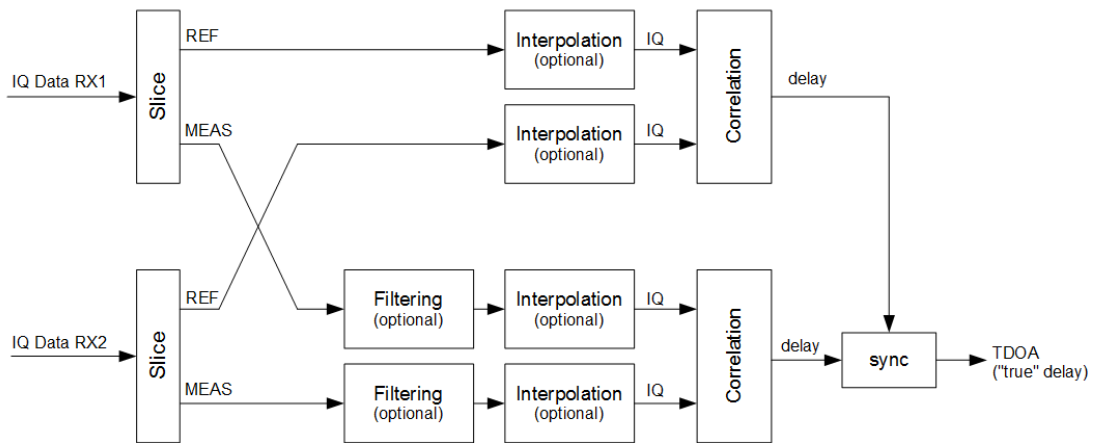 REF
Interpolation
(optional)
IQ
IQ Data RX1
Slice
delay
Correlation
MEAS
Interpolation
(optional)
IQ
REF
Filtering
(optional)
Interpolation
(optional)
IQ
IQ Data RX2
Slice
delay
Correlation
sync
TDOA
("true" delay)
MEAS
Filtering
(optional)
Interpolation
(optional)
IQ